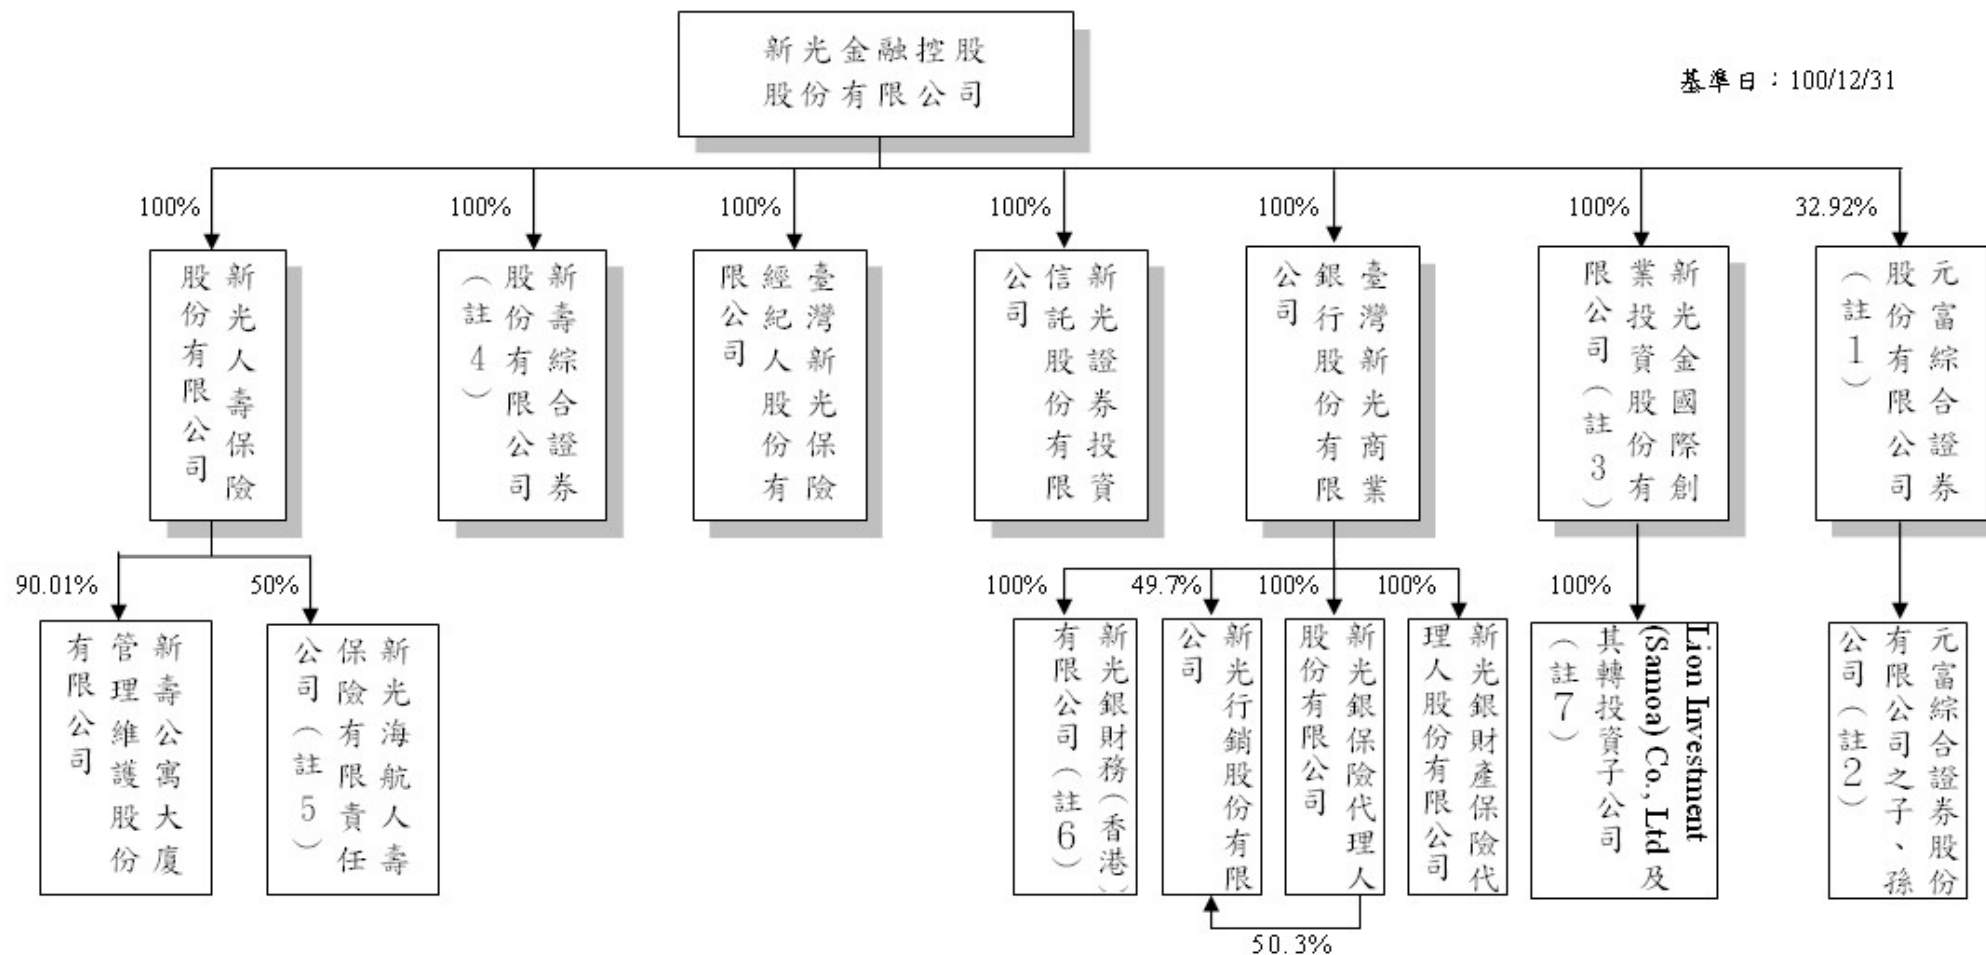 新光金融控股
股份有限公司
基準日：100/12/31
100%
100%
100%
100%
100%
100%
32.92%
新光人壽保險
股份有限公司
新壽綜合證券
股份有限公司
（註4）
臺灣新光保險
經紀人股份有
限公司
新光證券投資
信託股份有限
公司
臺灣新光商業
銀行股份有限
公司
新光金國際創
業投資股份有
限公司（註3）
元富綜合證券
股份有限公司
（註1）
90.01%
50%
100%
49.7%
100%
100%
100%
新壽公寓大廈
管理維護股份
有限公司
新光海航人壽
保險有限責任
公司（註5）
新光銀財務（香港）
有限公司（註6）
新光行銷股份有限
公司
新光銀保險代理人
股份有限公司
新光銀財產保險代
理人股份有限公司
Lion Investment
(Samoa) Co., Ltd 及
其轉投資子公司
（註7）
元富綜合證券股份
有限公司之子、孫
公司（註2）
50.3%